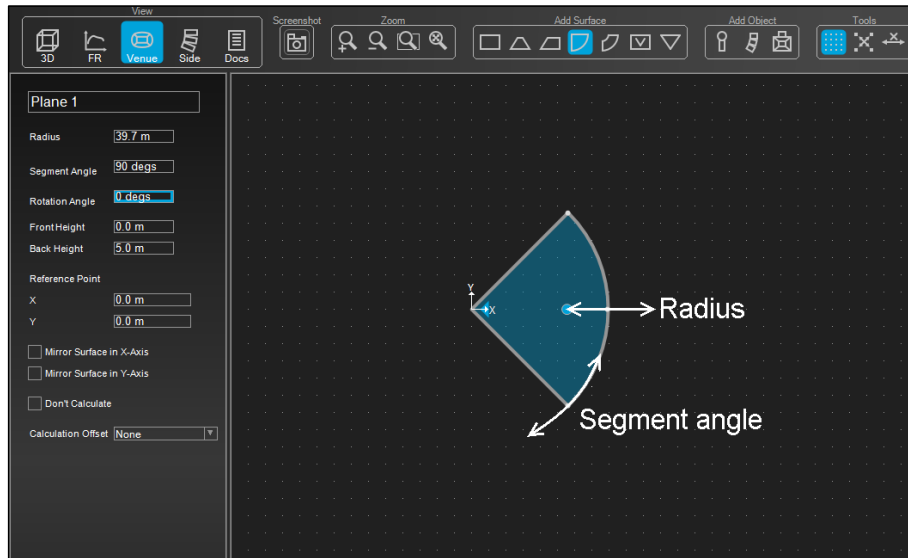 View
Screenshot
Zoom
Add Surface
Add Object
Tools
3D
FR
Venue
Side
Docs
Plane 1
Radius 39.7 m
Segment Angle 90 degs
Rotation Angle 0 degs
Front Height 0.0 m
Back Height 5.0 m
Reference Point
X 0.0 m
Y 0.0 m
Mirror Surface in X-Axis
Mirror Surface in Y-Axis
Don't Calculate
Calculation Offset None
Y
X
Radius
Segment angle